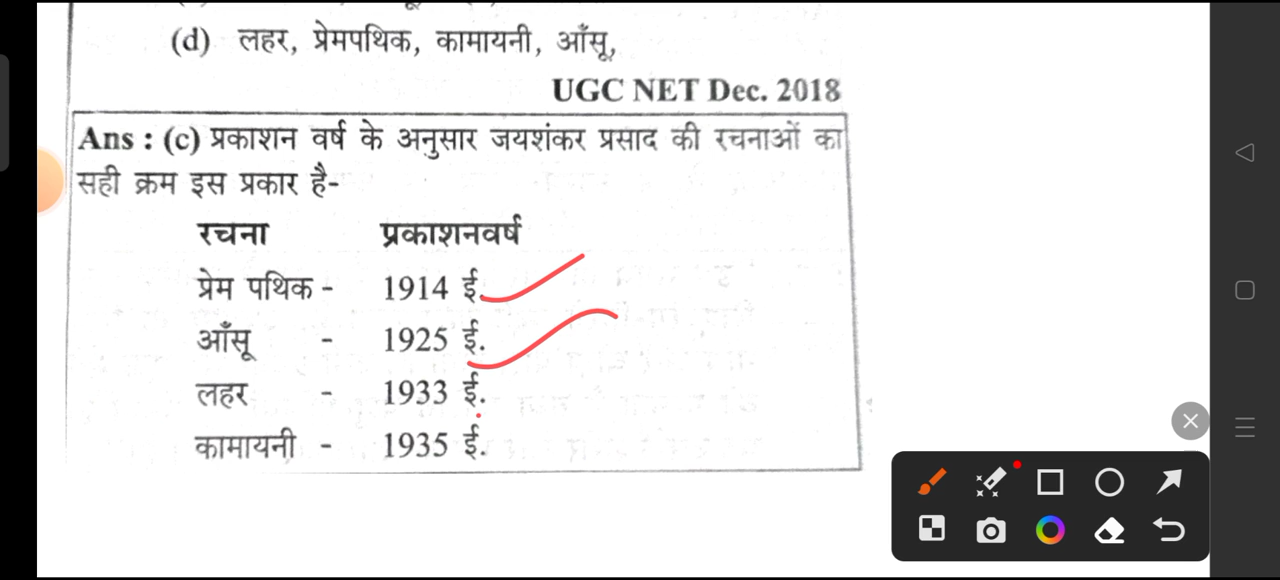 (d) लहर, प्रेमपथिक, कामायनी, आँसू,
UGC NET Dec. 2018
Ans : (c) प्रकाशन वर्ष के अनुसार जयशंकर प्रसाद की रचनाओं का
सही क्रम इस प्रकार है-
रचना प्रकाशनवर्ष
प्रेम पथिक - 1914 ई.
आँसू - 1925 ई.
लहर - 1933 ई.
कामायनी - 1935 ई.